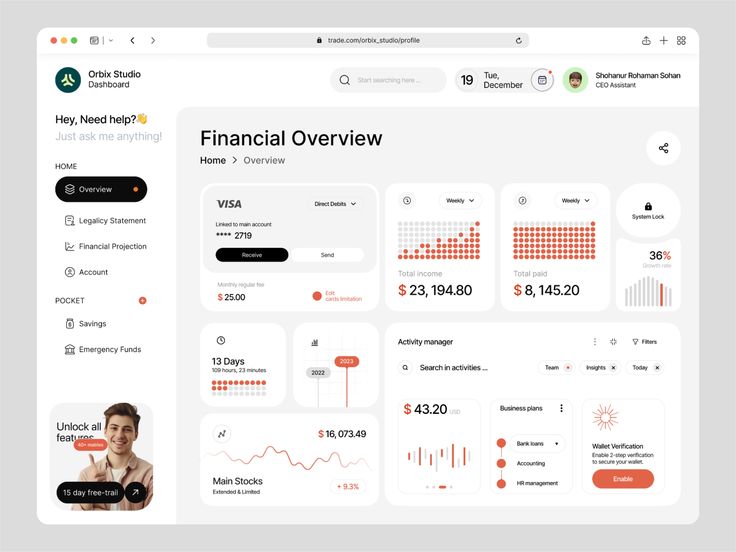 trade.com/orbix_studio/profile
Orbix Studio
Dashboard
Start searching here ...
19
Tue,
December
Shohanur Rohaman Sohan
CEO Assistant
Hey, Need help?👋
Just ask me anything!
HOME
Overview
Legalicy Statement
Financial Projection
Account
POCKET
Savings
Emergency Funds
Unlock all
features
40+ metrics
15 day free-trail
Financial Overview
Home > Overview
VISA
Direct Debits
Linked to main account
**** 2719
Receive
Send
Monthly regular fee
$ 25.00
Edit
cards limitation
Weekly
Total income
$ 23, 194.80
Weekly
Total paid
$ 8, 145.20
System Lock
36%
Growth rate
13 Days
109 hours, 23 minutes
2022
2023
$ 16,073.49
Main Stocks
Extended & Limited
+ 9.3%
Activity manager
Filters
Search in activities ...
Team
Insights
Today
$ 43.20 USD
Business plans
Bank loans
Accounting
HR management
Wallet Verification
Enable 2-step verification
to secure your wallet.
Enable